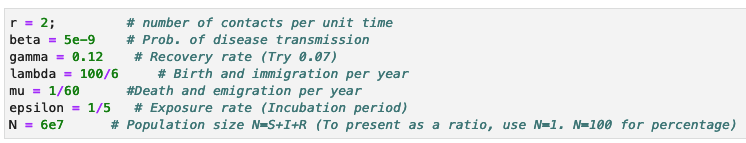 r = 2; # number of contacts per unit time
beta = 5e-9 # Prob. of disease transmission
gamma = 0.12 # Recovery rate (Try 0.07)
lambda = 100/6 # Birth and immigration per year
mu = 1/60 #Death and emigration per year
epsilon = 1/5 # Exposure rate (Incubation period)
N = 6e7 # Population size N=S+I+R (To present as a ratio, use N=1. N=100 for percentage)